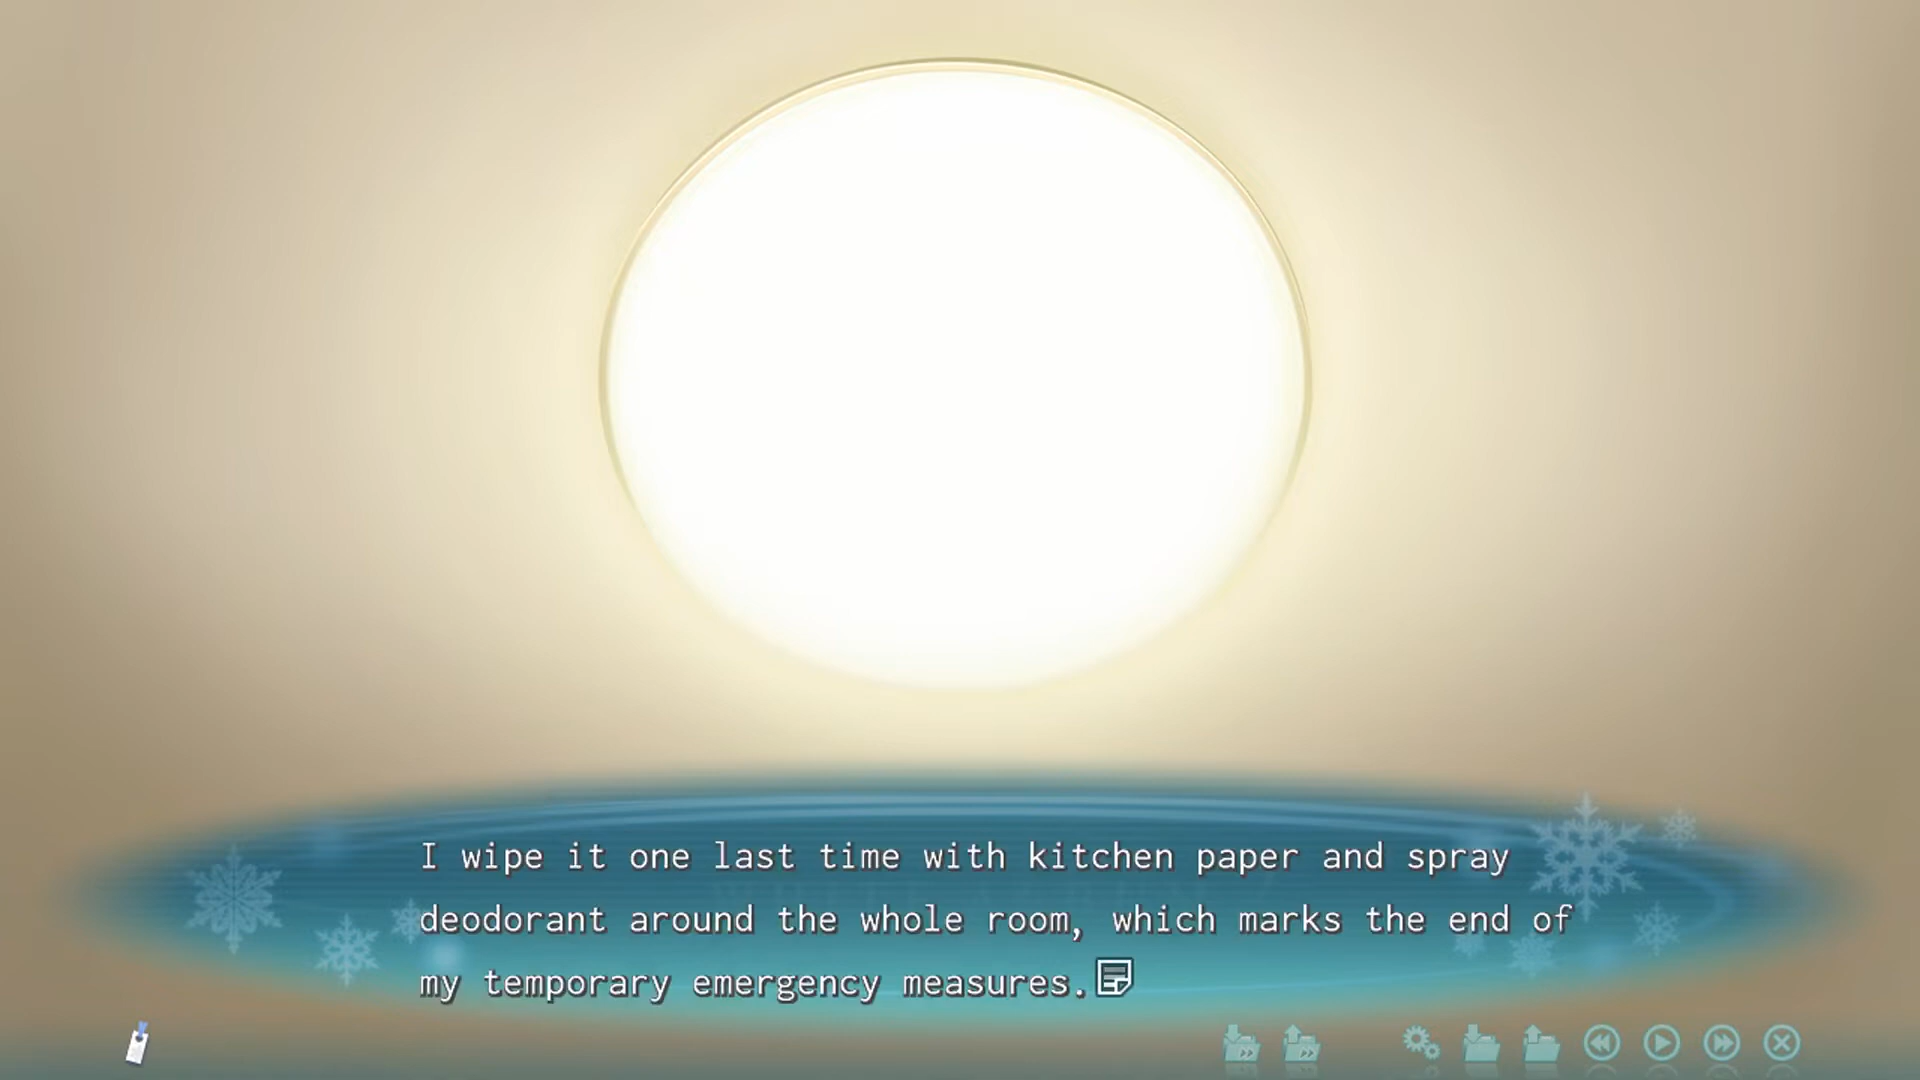 I wipe it one last time with kitchen paper and spray
deodorant around the whole room, which marks the end of
my temporary emergency measures.